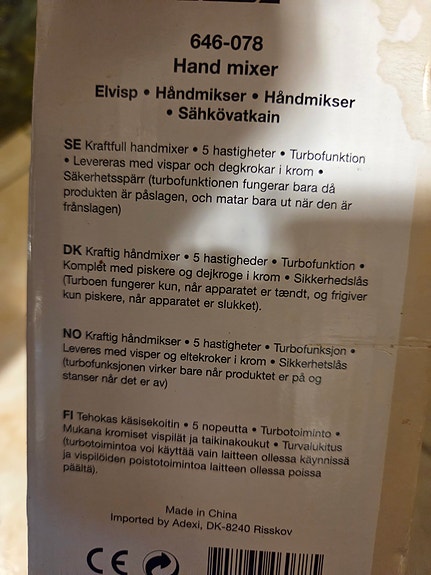 646-078
Hand mixer
Elvisp • Håndmikser • Håndmikser
• Sähkövatkain
SE Kraftfull handmixer • 5 hastigheter • Turbofunktion
• Levereras med vispar och degkrokar i krom •
Säkerhetsspärr (turbofunktionen fungerar bara då
produkten är påslagen, och matar bara ut när den är
frånslagen)
DK Kraftig håndmixer • 5 hastigheder • Turbofunktion •
Komplet med piskere og dejkroge i krom • Sikkerhedslås
(Turboen fungerer kun, når apparatet er tændt, og frigiver
kun piskere, når apparatet er slukket).
NO Kraftig håndmikser • 5 hastigheter • Turbofunksjon •
Leveres med visper og eltekroker i krom • Sikkerhetslås
(turbofunksjonen virker bare når produktet er på og
stanser når det er av)
FI Tehokas käsisekoitin • 5 nopeutta • Turbotoiminto •
Mukana kromiset vispilät ja taikinakoukut • Turvalukitus
(turbotoimintoa voi käyttää vain laitteen ollessa käynnissä
ja vispilöiden poistotoimintoa laitteen ollessa poissa
päältä).
Made in China
Imported by Adexi, DK-8240 Risskov
CE